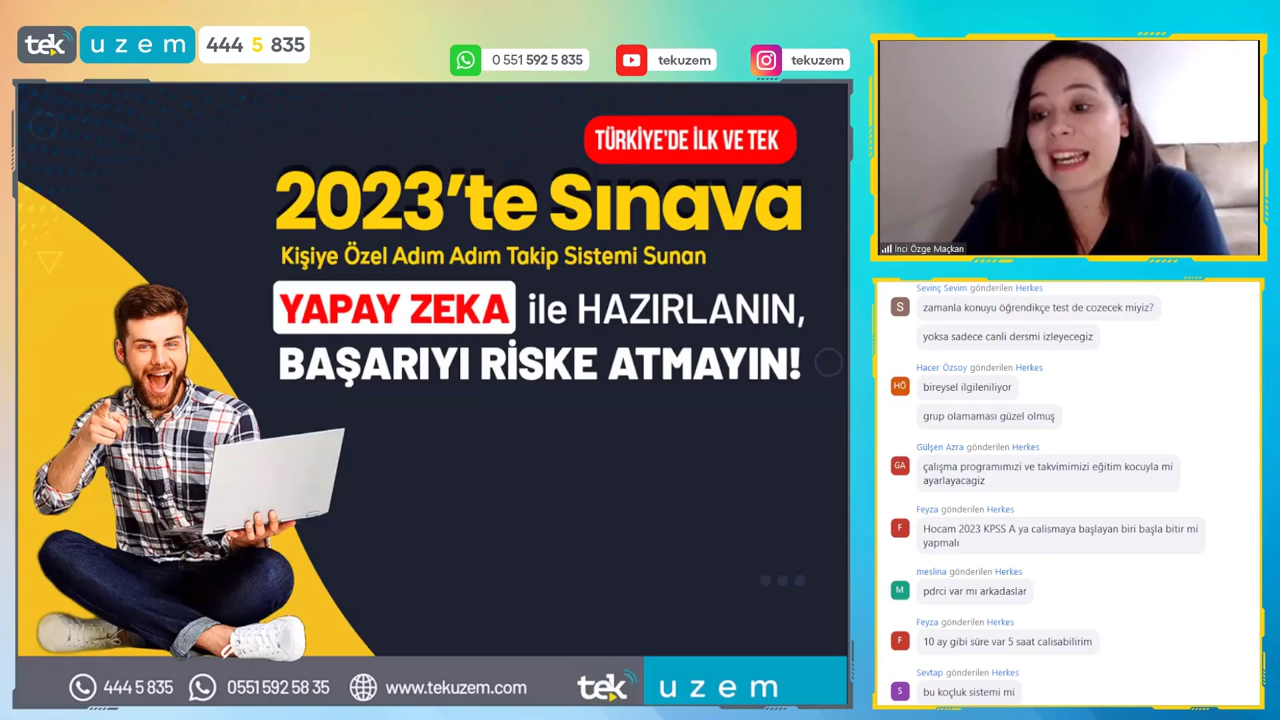 tek uzem 444 5 835
0 551 592 5 835
tekuzem
tekuzem
TÜRKİYE'DE İLK VE TEK
2023'te Sınava
Kişiye Özel Adım Adım Takip Sistemi Sunan
YAPAY ZEKA ile HAZIRLANIN,
BAŞARIYI RİSKE ATMAYIN!
444 5 835 0551 592 58 35 www.tekuzem.com tek uzem
İnci Özge Maçkan
Sevinç Sevim gönderilen Herkes
S
zamanla konuyu öğrendikçe test de cozecek miyiz?
yoksa sadece canli dersmi izleyecegiz
Hacer Özsoy gönderilen Herkes
HÖ
bireysel ilgileniliyor
grup olamaması güzel olmuş
Gülşen Azra gönderilen Herkes
GA
çalışma programımızi ve takvimimizi eğitim kocuyla mi
ayarlayacagiz
Feyza gönderilen Herkes
F
Hocam 2023 KPSS A ya calismaya başlayan biri başla bitir mi
yapmalı
meslina gönderilen Herkes
M
pdrci var mı arkadaslar
Feyza gönderilen Herkes
F
10 ay gibi süre var 5 saat calisabilirim
Sevtap gönderilen Herkes
S
bu koçluk sistemi mi